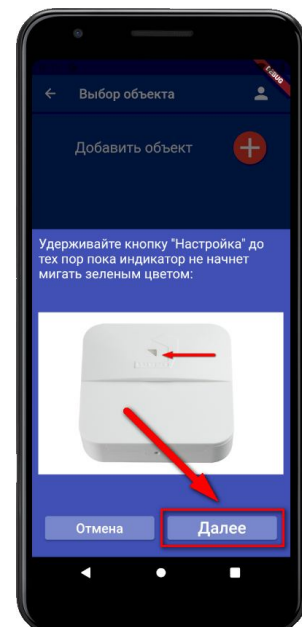 DEBUG
Выбор объекта
Добавить объект
Удерживайте кнопку "Настройка" до
тех пор пока индикатор не начнет
мигать зеленым цветом:
Отмена
Далее